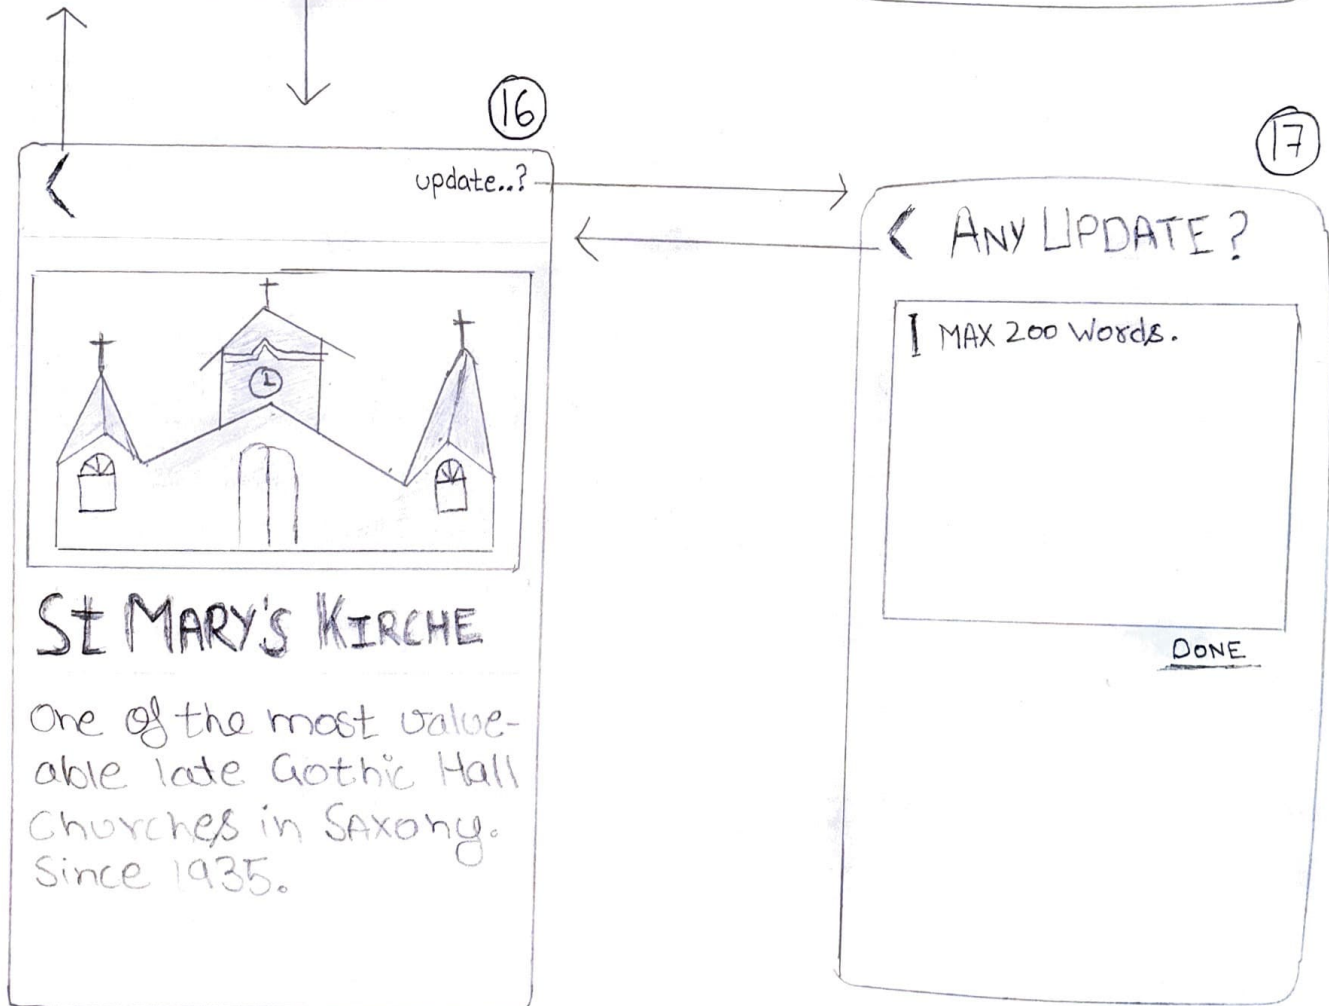 16
update..?
17
< ANY UPDATE?
MAX 200 Words.
1
St MARY'S KIRCHE
DONE
One of the most value-
able late Gothic Hall
Churches in SAxony.
Since 1935.